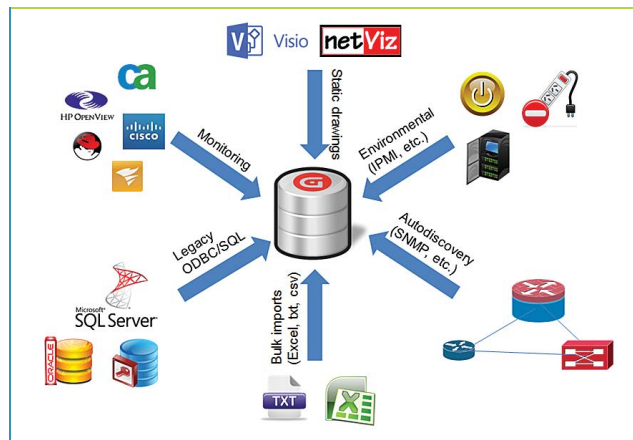 Visio netViz
Static drawings
ca
HP OPENVIEW
CISCO
Monitoring
Environmental
(IPMI, etc.)
G
Legacy
ODBC/SQL
Autodiscovery
(SNMP, etc.)
Microsoft
SQL Server
ORACLE
Bulk imports
(Excel, txt, csv)
TXT